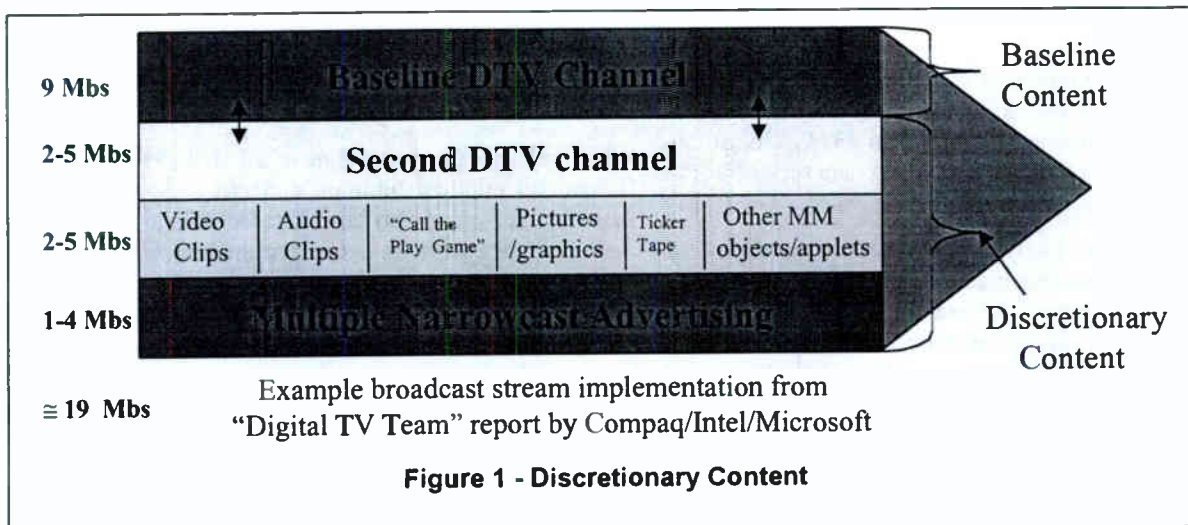 Baseline DTV Channel
9 Mbs
Baseline
Content
2-5 Mbs
Second DTV channel
2-5 Mbs
Video
Clips
Audio
Clips
"Call the
Play Game"
Pictures
/graphics
Ticker
Tape
Other MM
objects/applets
1-4 Mbs
Multiple Narrowcast Advertising
Discretionary
Content
≅ 19 Mbs
Example broadcast stream implementation from
"Digital TV Team" report by Compaq/Intel/Microsoft
Figure 1 - Discretionary Content